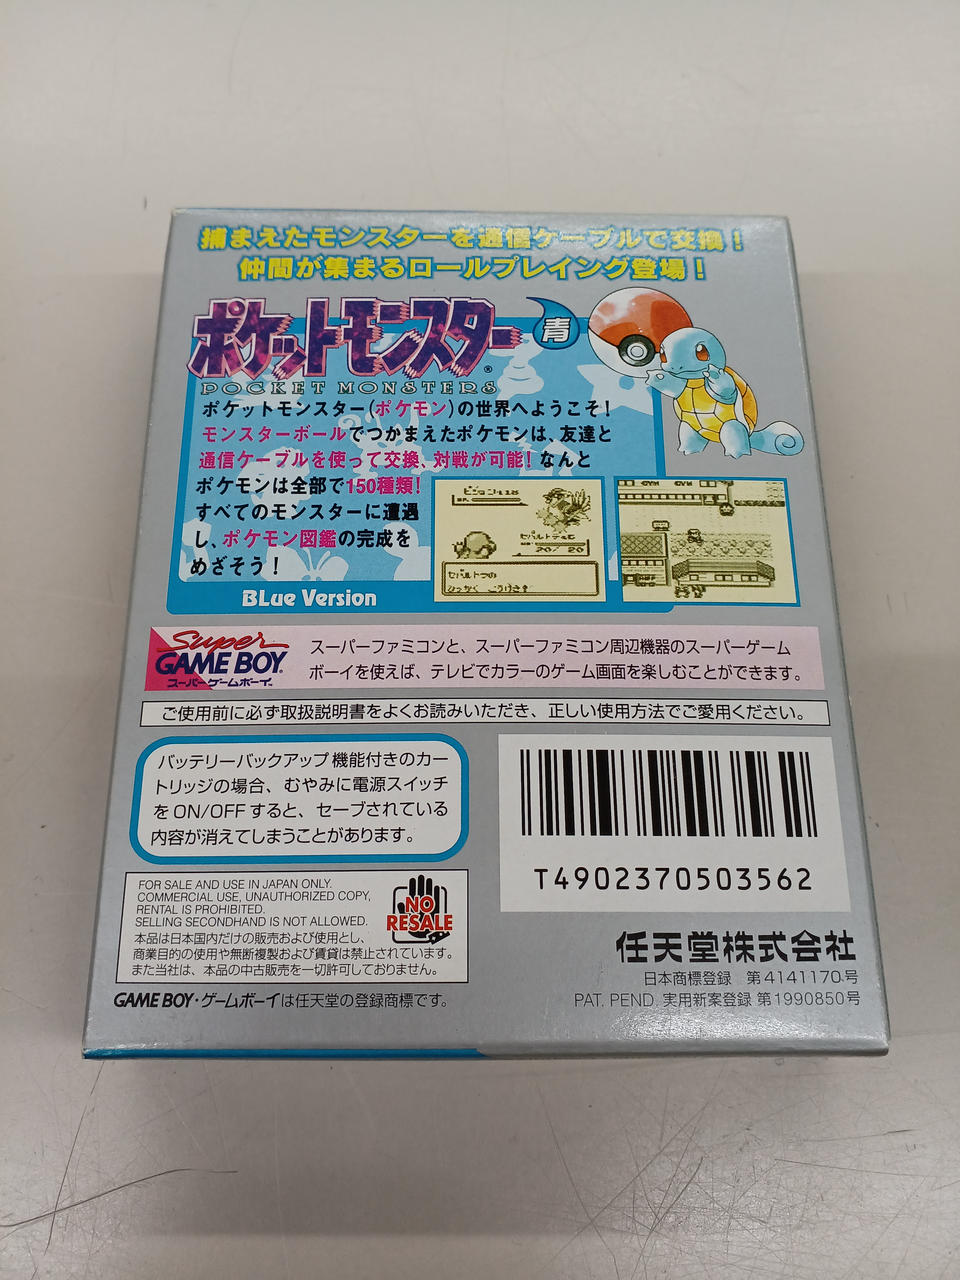 捕まえたモンスターを通信ケーブルで交換！
仲間が集まるロールプレイング登場！
ポケットモンスター®
青
POCKET MONSTERS
ポケットモンスター(ポケモン)の世界へようこそ！
モンスターボールでつかまえたポケモンは、友達と
通信ケーブルを使って交換、対戦が可能！なんと
ポケモンは全部で150種類！
すべてのモンスターに遭遇
し、ポケモン図鑑の完成を
めざそう！
20/20
BLue Version
Super
GAME BOY
スーパーゲームボーイ
スーパーファミコンと、スーパーファミコン周辺機器のスーパーゲーム
ボーイを使えば、テレビでカラーのゲーム画面を楽しむことができます。
ご使用前に必ず取扱説明書をよくお読みいただき、正しい使用方法でご愛用ください。
バッテリーバックアップ機能付きのカー
トリッジの場合、むやみに電源スイッチ
をON/OFFすると、セーブされている
内容が消えてしまうことがあります。
T4902370503562
FOR SALE AND USE IN JAPAN ONLY.
COMMERCIAL USE, UNAUTHORIZED COPY,
RENTAL IS PROHIBITED.
SELLING SECONDHAND IS NOT ALLOWED.
NO
RESALE
本品は日本国内だけの販売および使用とし、
商業目的の使用や無断複製および賃貸は禁止されています。
また当社は、本品の中古販売を一切許可しておりません。
GAME BOY・ゲームボーイは任天堂の登録商標です。
任天堂株式会社
日本商標登録 第4141170号
PAT. PEND. 実用新案登録 第1990850号